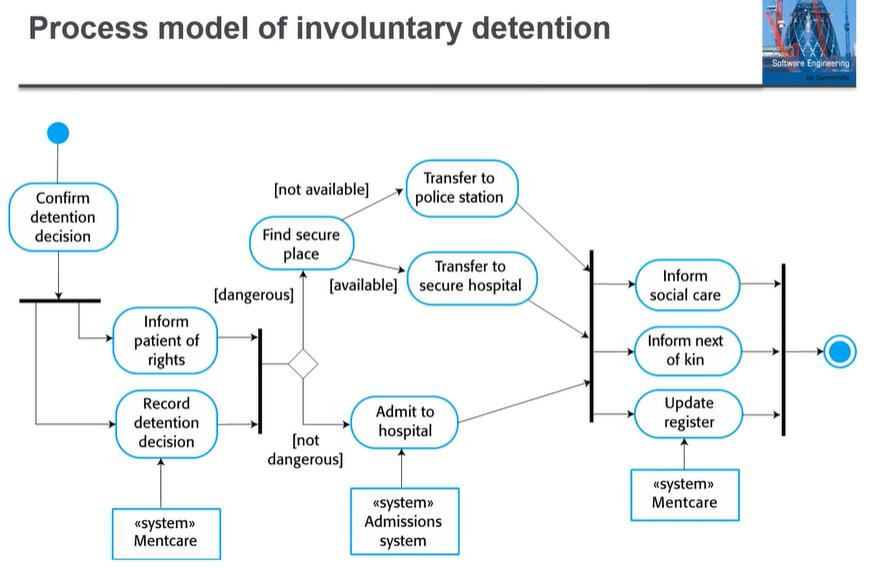 Process model of involuntary detention
Software Engineering
Ian Sommerville
Confirm
detention
decision
Inform
patient of
rights
Record
detention
decision
«system»
Mentcare
[dangerous]
[not
dangerous]
Find secure
place
[not available]
[available]
Transfer to
police station
Transfer to
secure hospital
Admit to
hospital
«system»
Admissions
system
Inform
social care
Inform next
of kin
Update
register
«system»
Mentcare